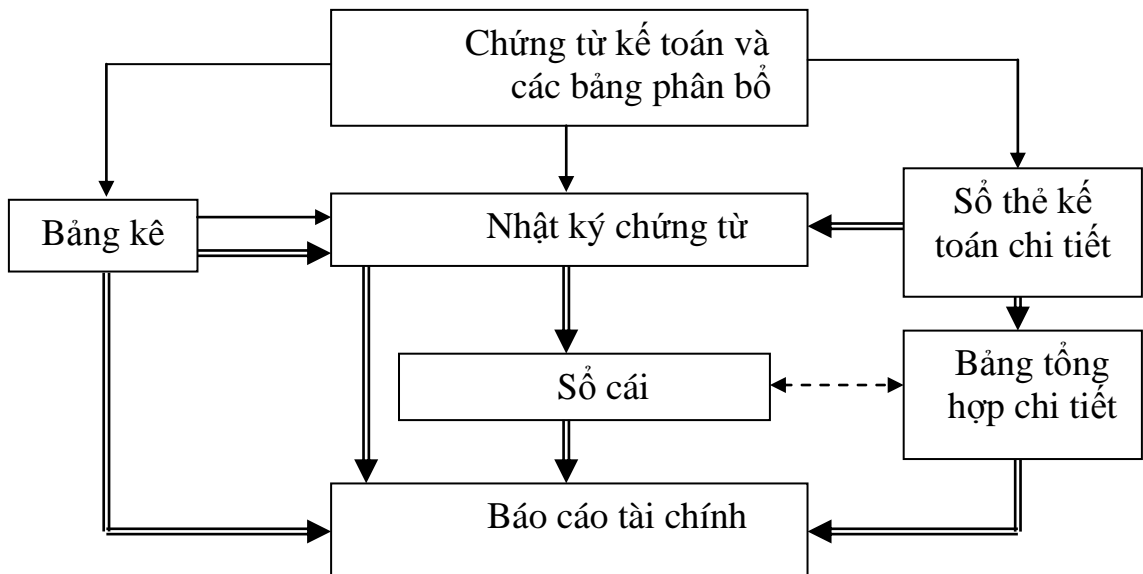 Chứng từ kế toán và
các bảng phân bổ
Bảng kê
Nhật ký chứng từ
Sổ thẻ kế
toán chi tiết
Sổ cái
Bảng tổng
hợp chi tiết
Báo cáo tài chính